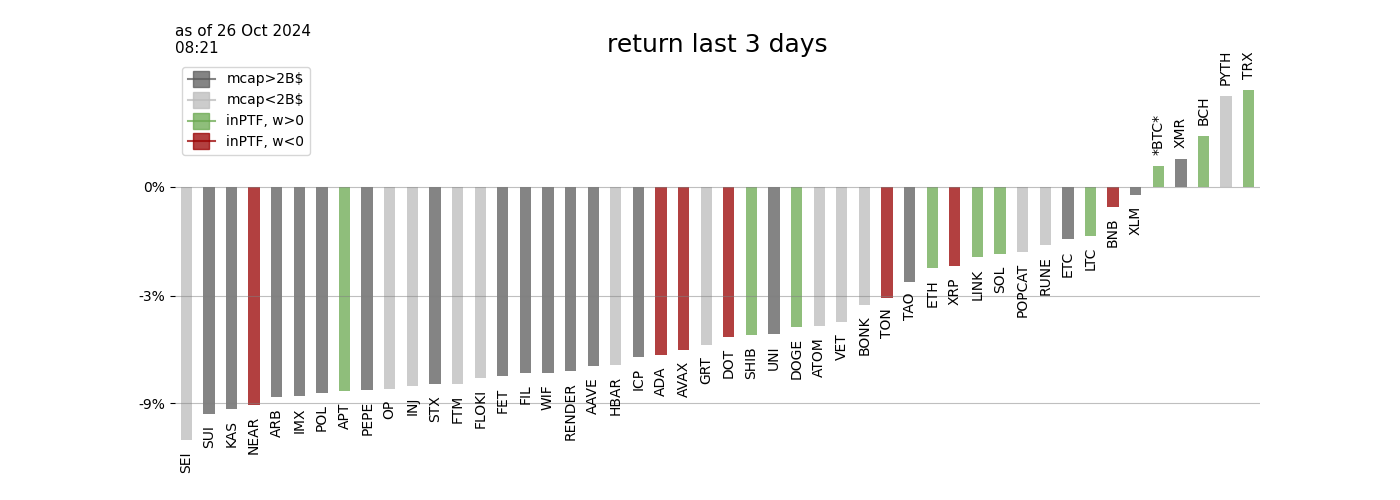 as of 26 Oct 2024
08:21
return last 3 days
mcap>2B$
mcap<2B$
inPTF, w>0
inPTF, w<0
0%
-3%
-9%
SEI
SUI
KAS
NEAR
ARB
IMX
POL
APT
PEPE
OP
INJ
STX
FTM
FLOKI
FET
FIL
WIF
RENDER
AAVE
HBAR
ICP
ADA
AVAX
GRT
DOT
SHIB
UNI
DOGE
ATOM
VET
BONK
TON
TAO
ETH
XRP
LINK
SOL
POPCAT
RUNE
ETC
LTC
BNB
XLM
*BTC*
XMR
BCH
PYTH
TRX